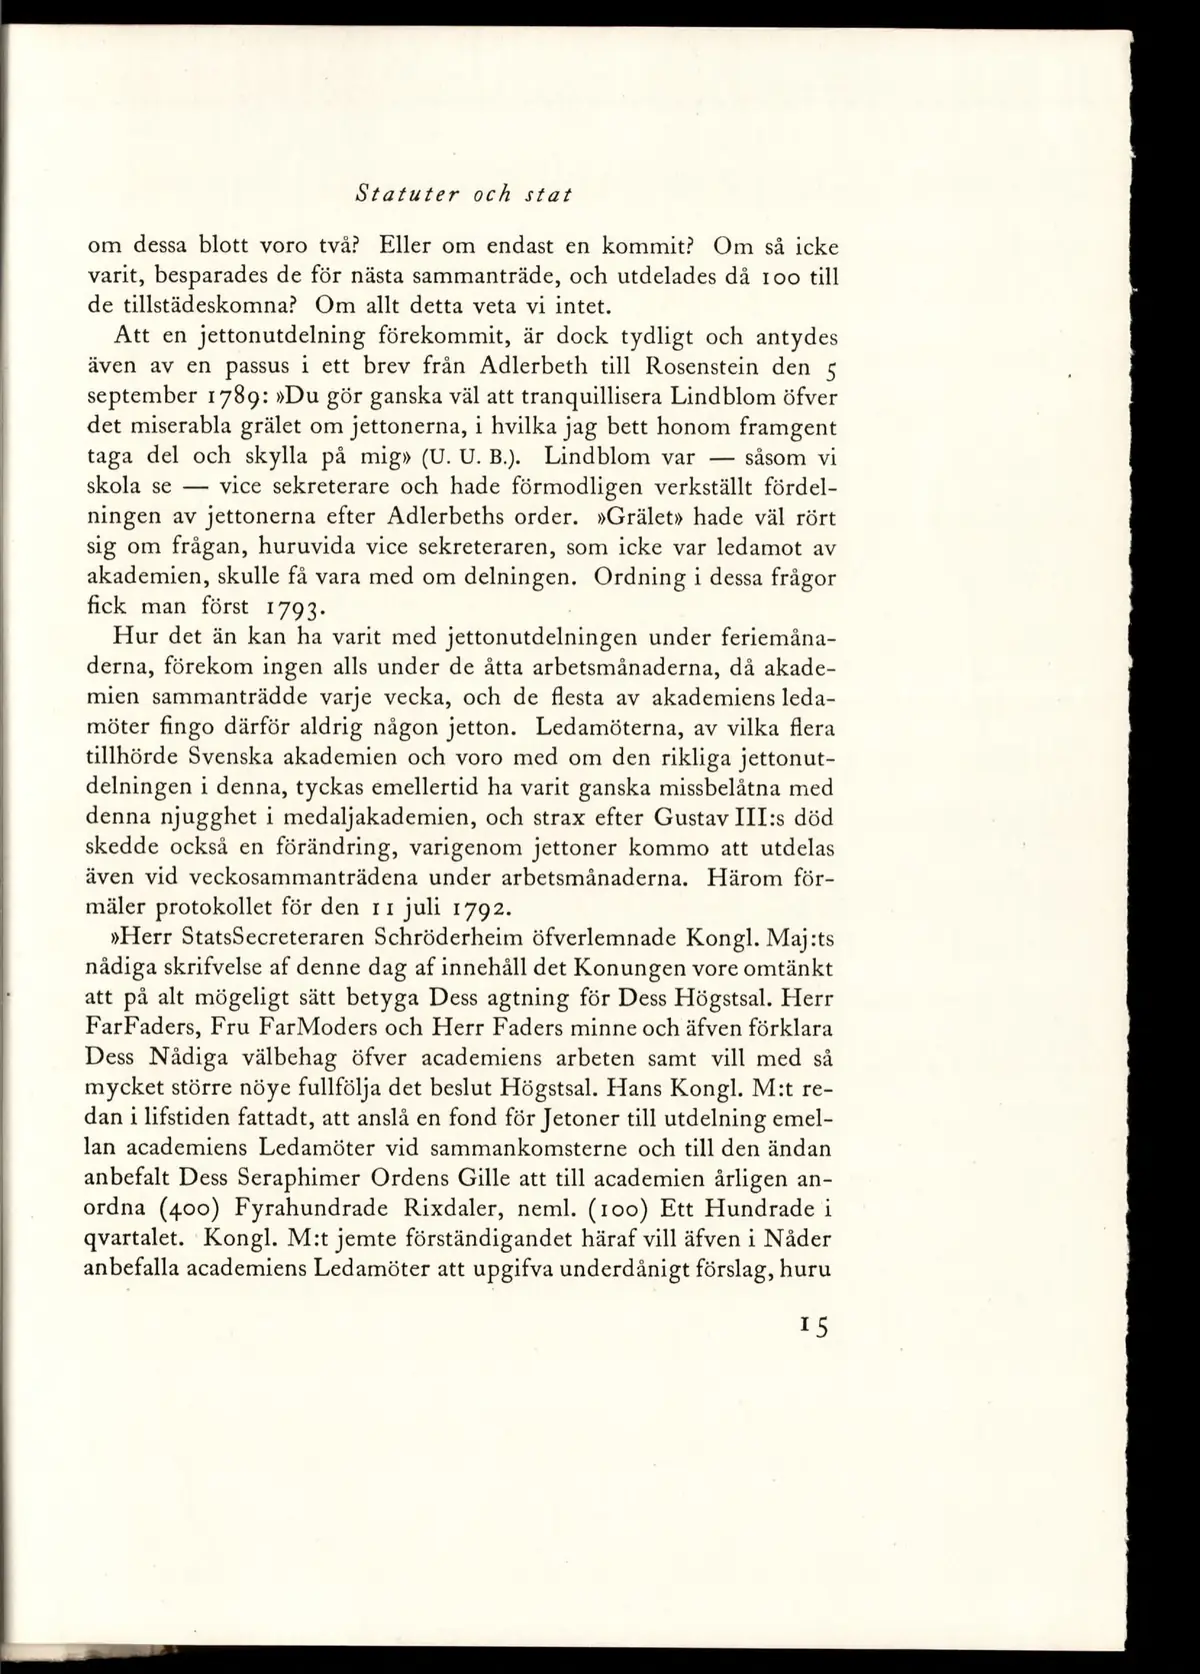 Statuter och stat
om dessa blott voro två? Eller om endast en kommit? Om så icke
varit, besparades de för nästa sammanträde, och utdelades då 100 till
de tillstädeskomna? Om allt detta veta vi intet.
Att en jettonutdelning förekommit, är dock tydligt och antydes
även av en passus i ett brev från Adlerbeth till Rosenstein den 5
september 1789: »Du gör ganska väl att tranquillisera Lindblom öfver
det miserabla grälet om jettonerna, i hvilka jag bett honom framgent
taga del och skylla på mig» (U. U. B.). Lindblom var — såsom vi
skola se — vice sekreterare och hade förmodligen verkställt fördel-
ningen av jettonerna efter Adlerbeths order. »Grälet» hade väl rört
sig om frågan, huruvida vice sekreteraren, som icke var ledamot av
akademien, skulle få vara med om delningen. Ordning i dessa frågor
fick man först 1793.
Hur det än kan ha varit med jettonutdelningen under feriemåna-
derna, förekom ingen alls under de åtta arbetsmånaderna, då akade-
mien sammanträdde varje vecka, och de flesta av akademiens leda-
möter fingo därför aldrig någon jetton. Ledamöterna, av vilka flera
tillhörde Svenska akademien och voro med om den rikliga jettonut-
delningen i denna, tyckas emellertid ha varit ganska missbelåtna med
denna njugghet i medaljakademien, och strax efter Gustav III:s död
skedde också en förändring, varigenom jettoner kommo att utdelas
även vid veckosammanträdena under arbetsmånaderna. Härom för-
mäler protokollet för den 11 juli 1792.
»Herr StatsSecreteraren Schröderheim öfverlemnade Kongl. Maj:ts
nådiga skrifvelse af denne dag af innehåll det Konungen vore omtänkt
att på alt mögeligt sätt betyga Dess agtning för Dess Högstsal. Herr
FarFaders, Fru FarModers och Herr Faders minne och äfven förklara
Dess Nådiga välbehag öfver academiens arbeten samt vill med så
mycket större nöye fullfölja det beslut Högstsal. Hans Kongl. M:t re-
dan i lifstiden fattadt, att anslå en fond för Jetoner till utdelning emel-
lan academiens Ledamöter vid sammankomsterne och till den ändan
anbefalt Dess Seraphimer Ordens Gille att till academien årligen an-
ordna (400) Fyrahundrade Rixdaler, neml. (100) Ett Hundrade i
qvartalet. Kongl. M:t jemte förständigandet häraf vill äfven i Nåder
anbefalla academiens Ledamöter att upgifva underdånigt förslag, huru
15